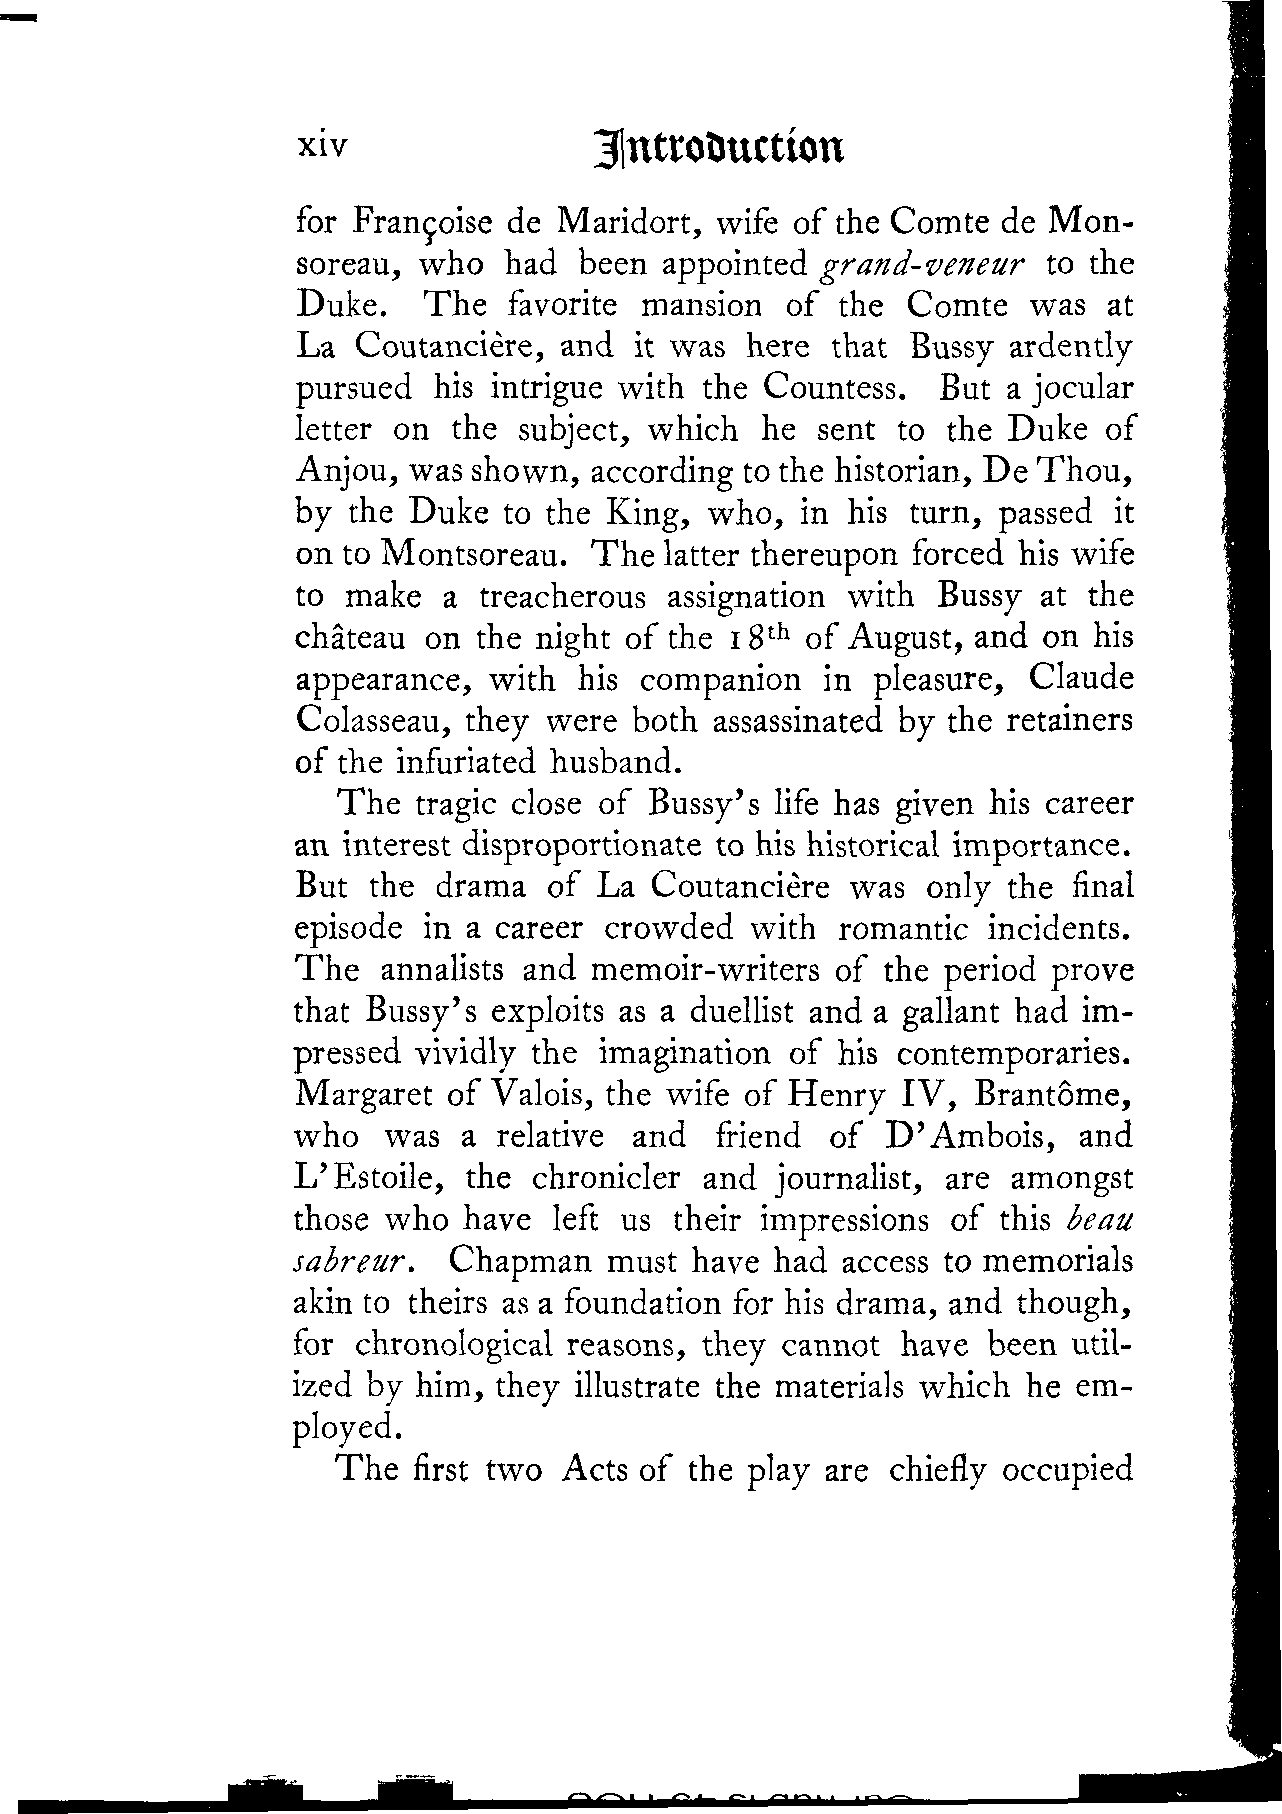 xiv Introduction
for Françoise de Maridort, wife of the Comte de Mon-
soreau, who had been appointed grand-veneur to the
Duke. The favorite mansion of the Comte was at
La Coutancière, and it was here that Bussy ardently
pursued his intrigue with the Countess. But a jocular
letter on the subject, which he sent to the Duke of
Anjou, was shown, according to the historian, De Thou,
by the Duke to the King, who, in his turn, passed it
on to Montsoreau. The latter thereupon forced his wife
to make a treacherous assignation with Bussy at the
château on the night of the 18th of August, and on his
appearance, with his companion in pleasure, Claude
Colasseau, they were both assassinated by the retainers
of the infuriated husband.
The tragic close of Bussy's life has given his career
an interest disproportionate to his historical importance.
But the drama of La Coutancière was only the final
episode in a career crowded with romantic incidents.
The annalists and memoir-writers of the period prove
that Bussy's exploits as a duellist and a gallant had im-
pressed vividly the imagination of his contemporaries.
Margaret of Valois, the wife of Henry IV, Brantôme,
who was a relative and friend of D'Ambois, and
L'Estoile, the chronicler and journalist, are amongst
those who have left us their impressions of this beau
sabreur. Chapman must have had access to memorials
akin to theirs as a foundation for his drama, and though,
for chronological reasons, they cannot have been util-
ized by him, they illustrate the materials which he em-
ployed.
The first two Acts of the play are chiefly occupied